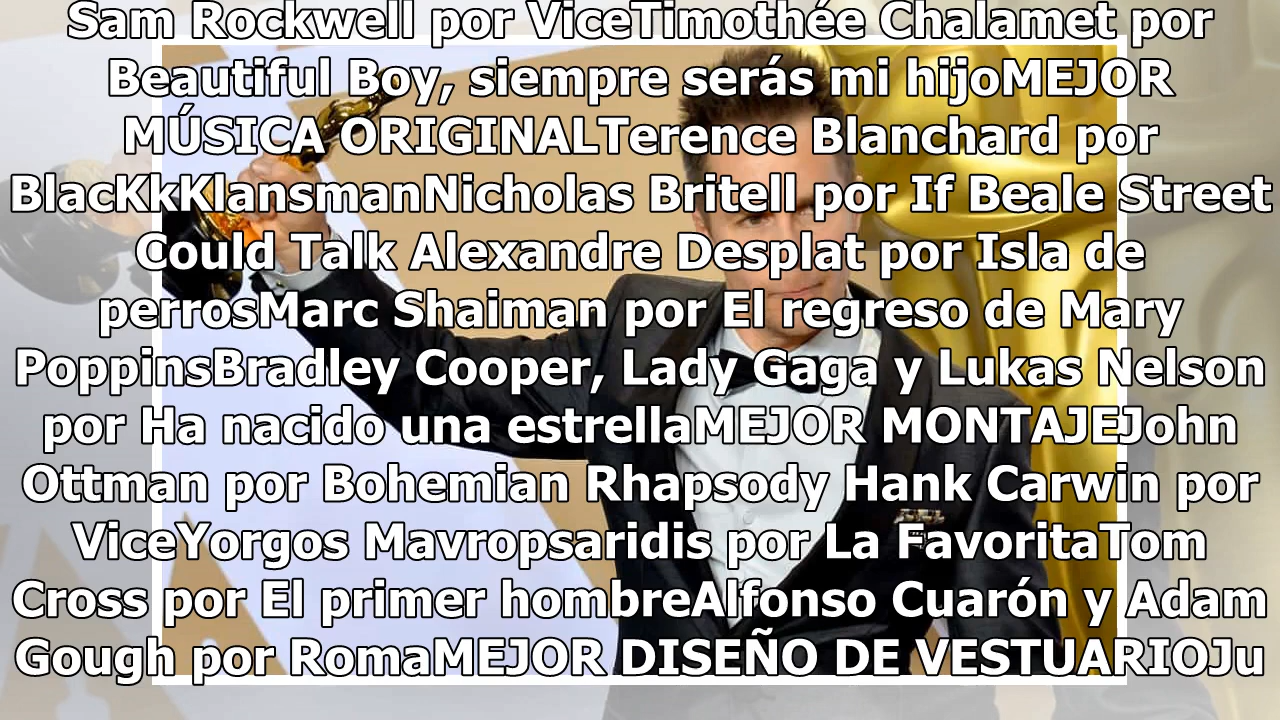 Sam Rockwell por ViceTimothée Chalamet por
Beautiful Boy, siempre serás mi hijoMEJOR
MÚSICA ORIGINALTerence Blanchard por
BlacKkKlansmanNicholas Britell por If Beale Street
Could Talk Alexandre Desplat por Isla de
perrosMarc Shaiman por El regreso de Mary
PoppinsBradley Cooper, Lady Gaga y Lukas Nelson
por Ha nacido una estrellaMEJOR MONTAJEJohn
Ottman por Bohemian Rhapsody Hank Carwin por
ViceYorgos Mavropsaridis por La FavoritaTom
Cross por El primer hombreAlfonso Cuarón y Adam
Gough por RomaMEJOR DISEÑO DE VESTUARIOJu